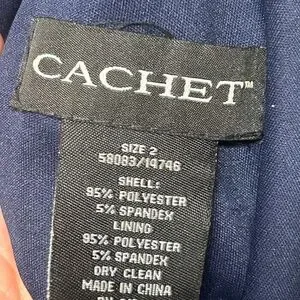 CACHET™
SIZE 2
58083/14746
SHELL:
95% POLYESTER
5% SPANDEX
LINING
95% POLYESTER
5% SPANDEX
DRY CLEAN
MADE IN CHINA